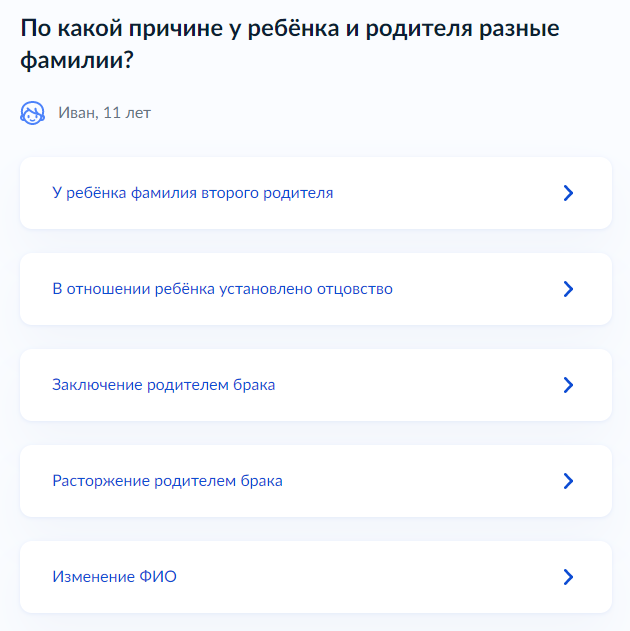 По какой причине у ребёнка и родителя разные
фамилии?
Иван, 11 лет
У ребёнка фамилия второго родителя
В отношении ребёнка установлено отцовство
Заключение родителем брака
Расторжение родителем брака
Изменение ФИО